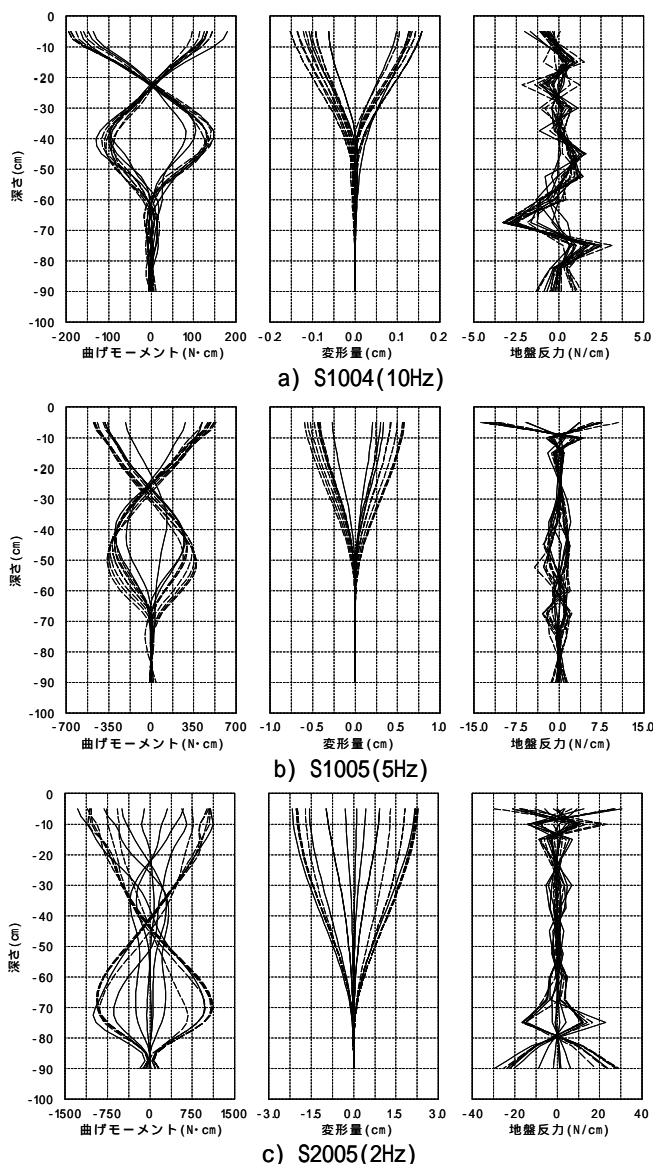 0
-10
-20
-30
-40
-50
-60
-70
-80
-90
-100
深さ(cm)
-200 -100 0 100 200
曲げモーメント(N･cm)
-0.2 -0.1 0.0 0.1 0.2
変形量(cm)
-5.0 -2.5 0.0 2.5 5.0
地盤反力(N/cm)
a) S1004(10Hz)
0
-10
-20
-30
-40
-50
-60
-70
-80
-90
-100
深さ(cm)
-700 -350 0 350 700
曲げモーメント(N･cm)
-1.0 -0.5 0.0 0.5 1.0
変形量(cm)
-15.0 -7.5 0.0 7.5 15.0
地盤反力(N/cm)
b) S1005(5Hz)
0
-10
-20
-30
-40
-50
-60
-70
-80
-90
-100
深さ(cm)
-1500 -750 0 750 1500
曲げモーメント(N･cm)
-3.0 -1.5 0.0 1.5 3.0
変形量(cm)
-40 -20 0 20 40
地盤反力(N/cm)
c) S2005(2Hz)